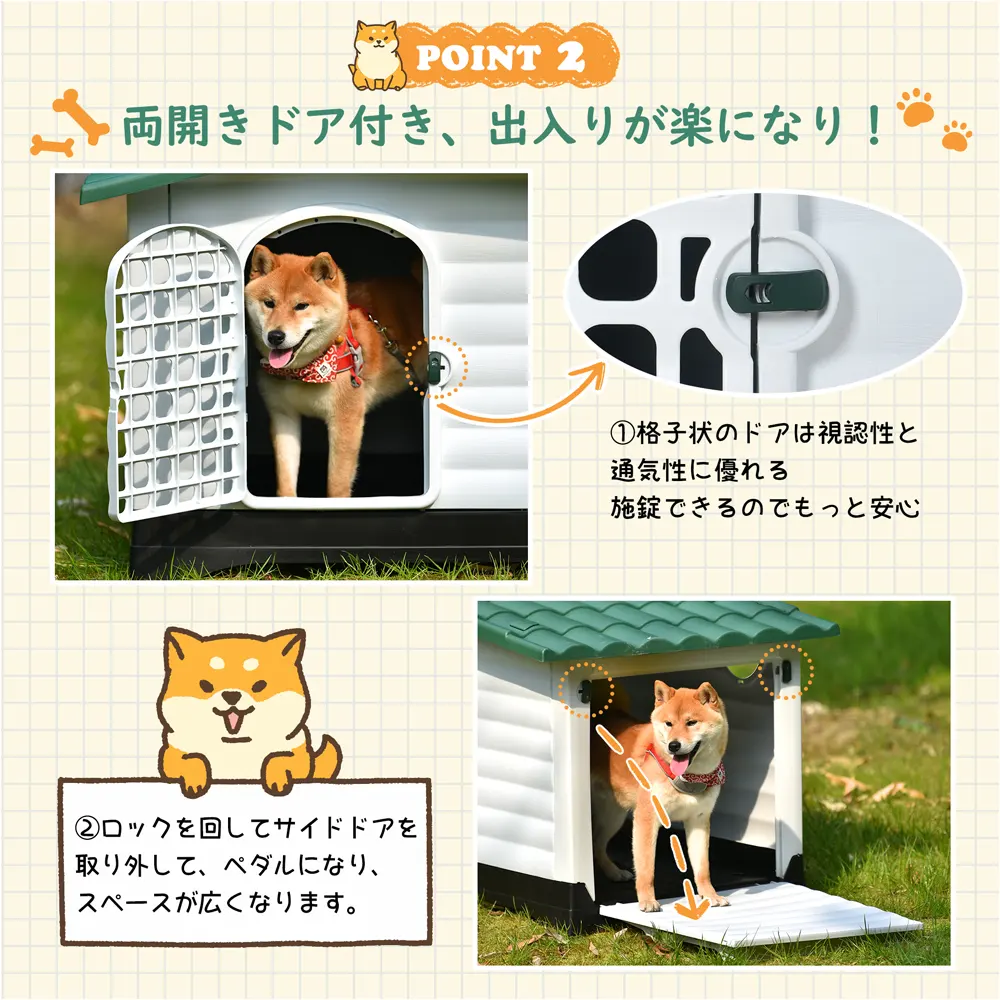 POINT 2
両開きドア付き、出入りが楽になり！
①格子状のドアは視認性と
通気性に優れる
施錠できるのでもっと安心
②ロックを回してサイドドアを
取り外して、ペダルになり、
スペースが広くなります。